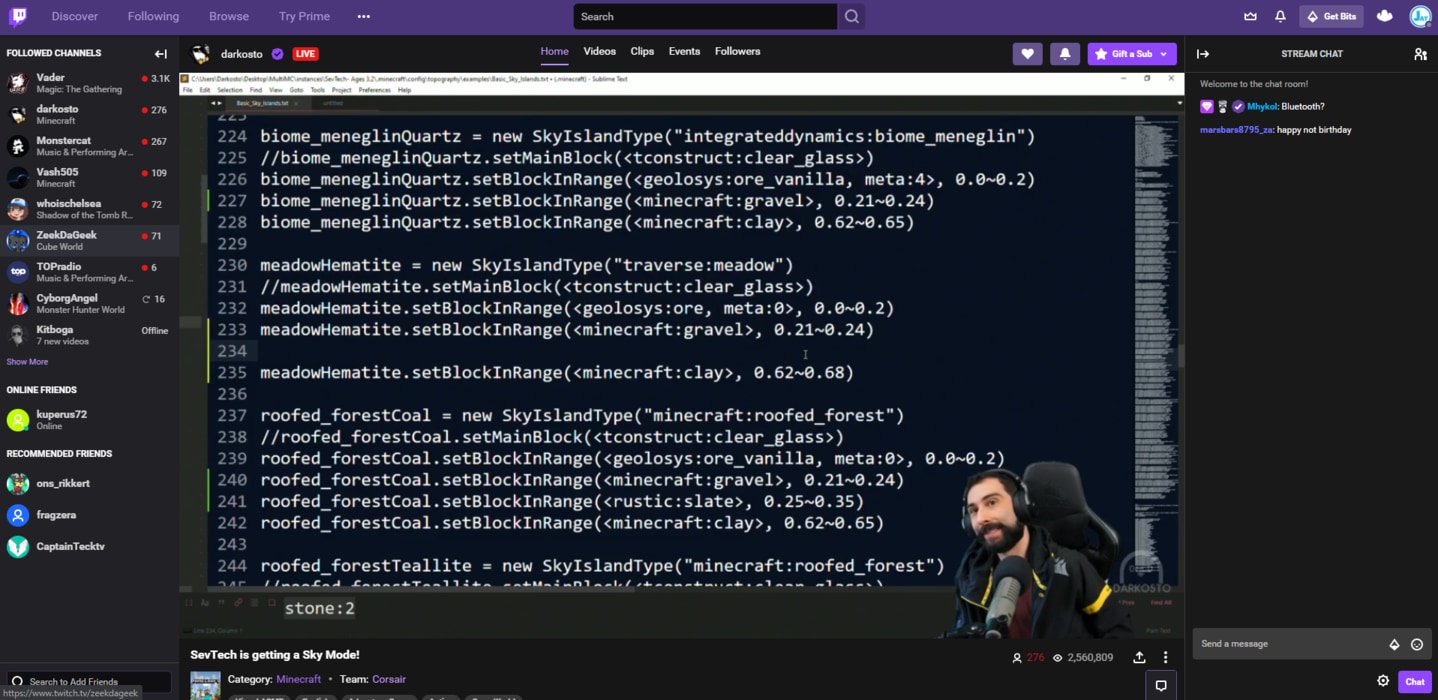 Discover
Following
Browse
Try Prime
Search
Get Bits
FOLLOWED CHANNELS
Vader
3.1K
Magic: The Gathering
darkosto
276
Minecraft
Monstercat
267
Music & Performing Ar...
Vash505
109
Minecraft
whoischelsea
72
Shadow of the Tomb R...
ZeekDaGeek
71
Cube World
TOPradio
6
Music & Performing Ar...
CyborgAngel
16
Monster Hunter World
Kitboga
Offline
7 new videos
Show More
ONLINE FRIENDS
kuperus72
Online
RECOMMENDED FRIENDS
ons_rikkert
fragzera
CaptainTecktv
Search to Add Friends
https://www.twitch.tv/zeekdageek
darkosto
LIVE
Home
Videos
Clips
Events
Followers
Gift a Sub
C:\Users\Darkosto\Desktop\MultiMC\instances\SevTech- Ages 3.2\.minecraft\config\topography\examples\Basic_Sky_Islands.txt • (.minecraft) - Sublime Text
File Edit Selection Find View Goto Tools Project Preferences Help
Basic_Sky_Islands.txt
untitled
223
224 biome_meneglinQuartz = new SkyIslandType("integrateddynamics:biome_meneglin")
225 //biome_meneglinQuartz.setMainBlock(<tconstruct:clear_glass>)
226 biome_meneglinQuartz.setBlockInRange(<geolosys:ore_vanilla, meta:4>, 0.0~0.2)
227 biome_meneglinQuartz.setBlockInRange(<minecraft:gravel>, 0.21~0.24)
228 biome_meneglinQuartz.setBlockInRange(<minecraft:clay>, 0.62~0.65)
229
230 meadowHematite = new SkyIslandType("traverse:meadow")
231 //meadowHematite.setMainBlock(<tconstruct:clear_glass>)
232 meadowHematite.setBlockInRange(<geolosys:ore, meta:0>, 0.0~0.2)
233 meadowHematite.setBlockInRange(<minecraft:gravel>, 0.21~0.24)
234
235 meadowHematite.setBlockInRange(<minecraft:clay>, 0.62~0.68)
236
237 roofed_forestCoal = new SkyIslandType("minecraft:roofed_forest")
238 //roofed_forestCoal.setMainBlock(<tconstruct:clear_glass>)
239 roofed_forestCoal.setBlockInRange(<geolosys:ore_vanilla, meta:0>, 0.0~0.2)
240 roofed_forestCoal.setBlockInRange(<minecraft:gravel>, 0.21~0.24)
241 roofed_forestCoal.setBlockInRange(<rustic:slate>, 0.25~0.35)
242 roofed_forestCoal.setBlockInRange(<minecraft:clay>, 0.62~0.65)
243
244 roofed_forestTeallite = new SkyIslandType("minecraft:roofed_forest")
245 //roofed_forestTeallite.setMainBlock(<tconstruct:clear_glass>)
stone:2
DARKOSTO
SevTech is getting a Sky Mode!
276
2,560,809
Category: Minecraft • Team: Corsair
STREAM CHAT
Welcome to the chat room!
Mhykol: Bluetooth?
marsbars8795_za: happy not birthday
Send a message
Chat